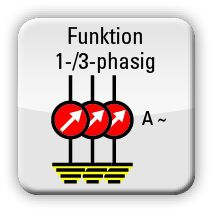 Funktion
1-/3-phasig
A ~